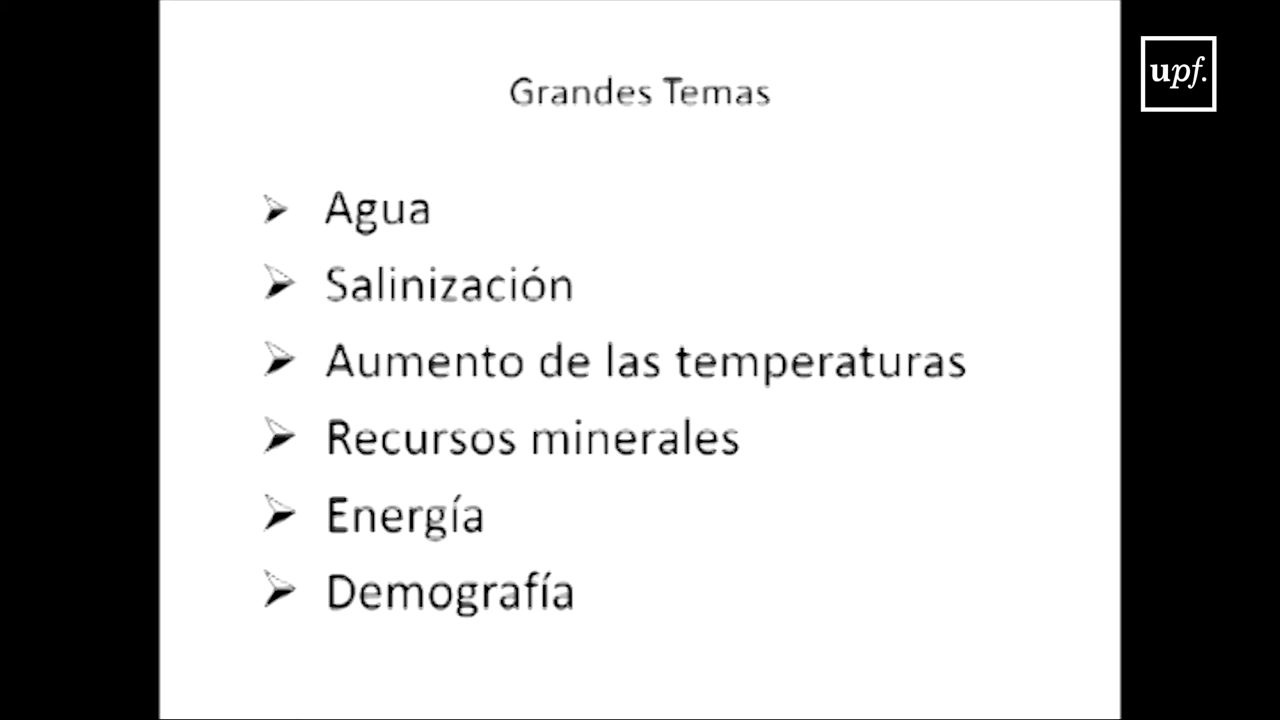 Grandes Temas
upf.
Agua
Salinización
Aumento de las temperaturas
Recursos minerales
Energía
Demografía